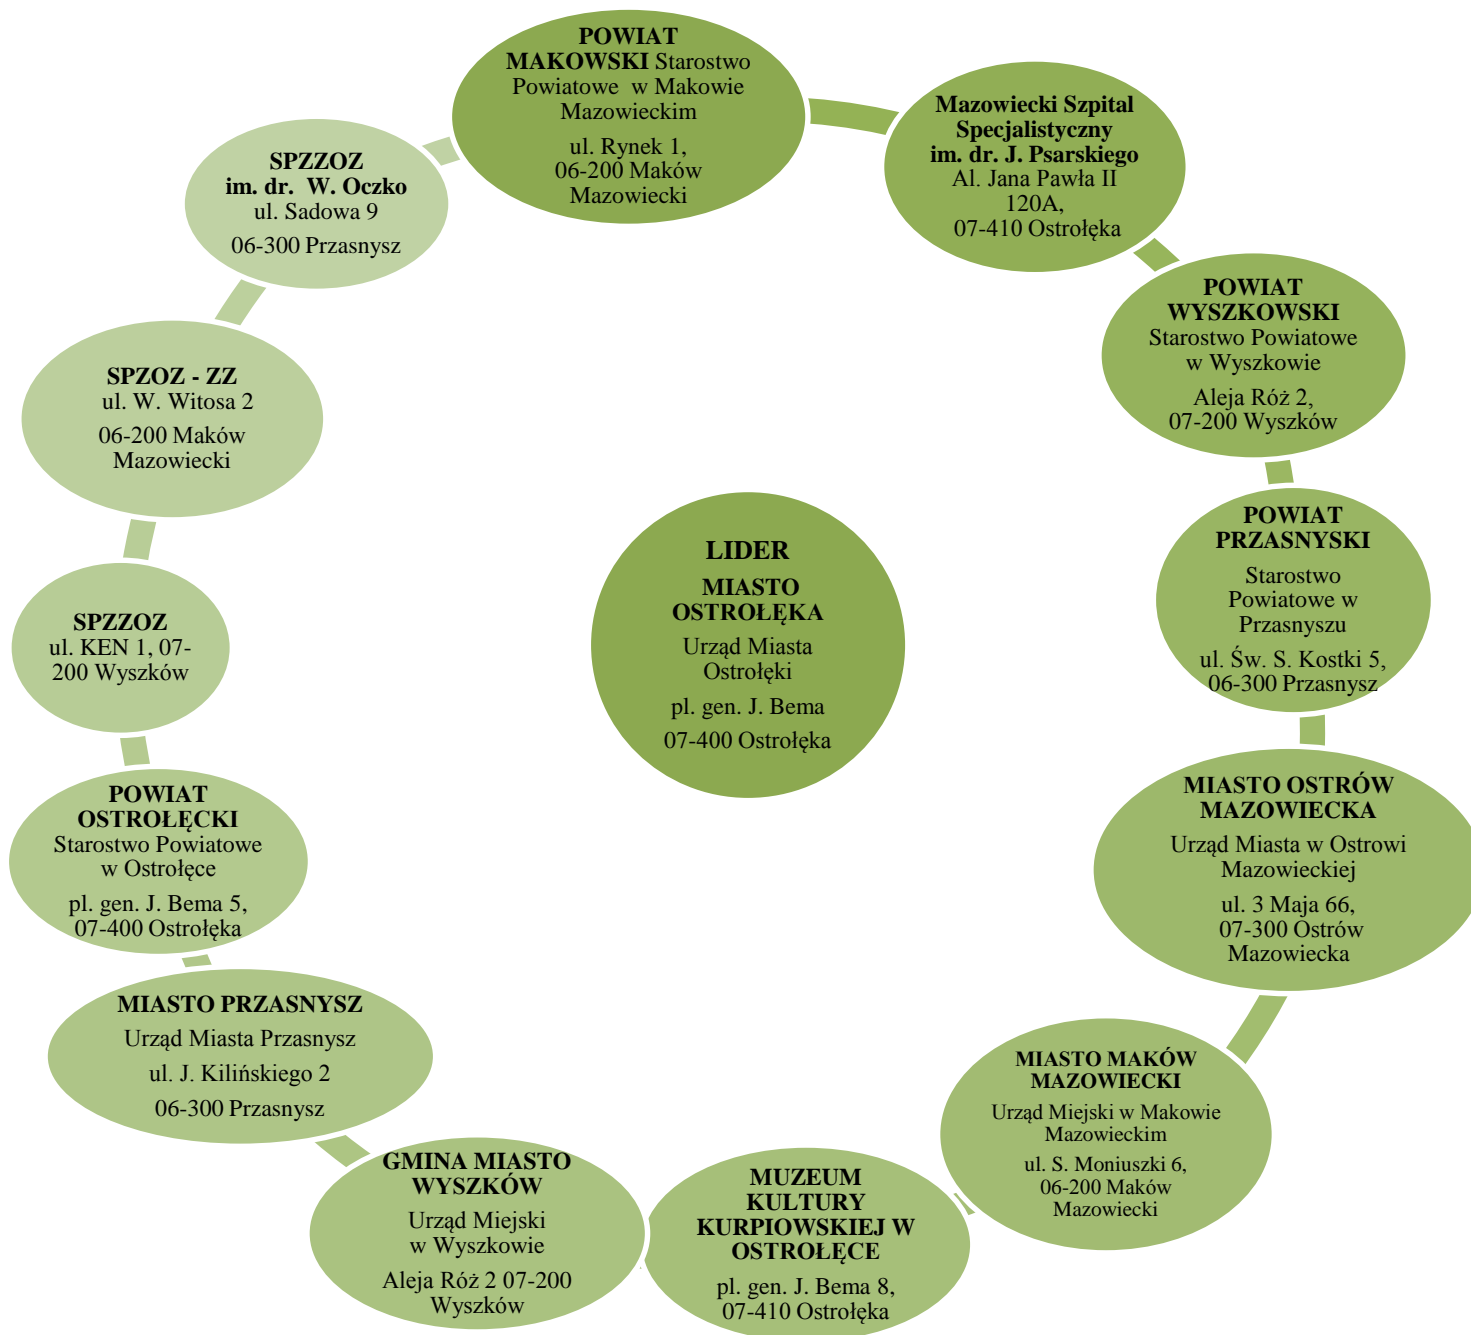 POWIAT
MAKOWSKI Starostwo
Powiatowe w Makowie
Mazowieckim
ul. Rynek 1,
06-200 Maków
Mazowiecki
Mazowiecki Szpital
Specjalistyczny
im. dr. J. Psarskiego
Al. Jana Pawła II
120A,
07-410 Ostrołęka
POWIAT
WYSZKOWSKI
Starostwo Powiatowe
w Wyszkowie
Aleja Róż 2,
07-200 Wyszków
POWIAT
PRZASNYSKI
Starostwo
Powiatowe w
Przasnyszu
ul. Św. S. Kostki 5,
06-300 Przasnysz
MIASTO OSTRÓW
MAZOWIECKA
Urząd Miasta w Ostrowi
Mazowieckiej
ul. 3 Maja 66,
07-300 Ostrów
Mazowiecka
MIASTO MAKÓW
MAZOWIECKI
Urząd Miejski w Makowie
Mazowieckim
ul. S. Moniuszki 6,
06-200 Maków
Mazowiecki
MUZEUM
KULTURY
KURPIOWSKIEJ W
OSTROŁĘCE
pl. gen. J. Bema 8,
07-410 Ostrołęka
GMINA MIASTO
WYSZKÓW
Urząd Miejski
w Wyszkowie
Aleja Róż 2 07-200
Wyszków
MIASTO PRZASNYSZ
Urząd Miasta Przasnysz
ul. J. Kilińskiego 2
06-300 Przasnysz
POWIAT
OSTROŁĘCKI
Starostwo Powiatowe
w Ostrołęce
pl. gen. J. Bema 5,
07-400 Ostrołęka
SPZZOZ
ul. KEN 1, 07-
200 Wyszków
SPZOZ - ZZ
ul. W. Witosa 2
06-200 Maków
Mazowiecki
SPZZOZ
im. dr. W. Oczko
ul. Sadowa 9
06-300 Przasnysz
LIDER
MIASTO
OSTROŁĘKA
Urząd Miasta
Ostrołęki
pl. gen. J. Bema
07-400 Ostrołęka